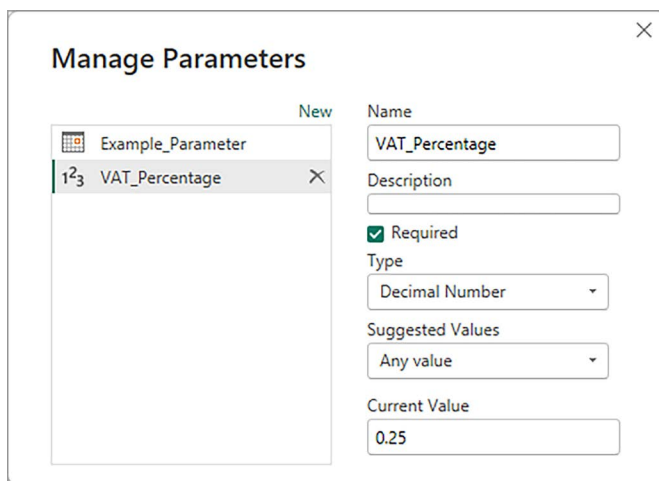 Manage Parameters
New
Example_Parameter
1²3 VAT_Percentage
Name
VAT_Percentage
Description
Required
Type
Decimal Number
Suggested Values
Any value
Current Value
0.25